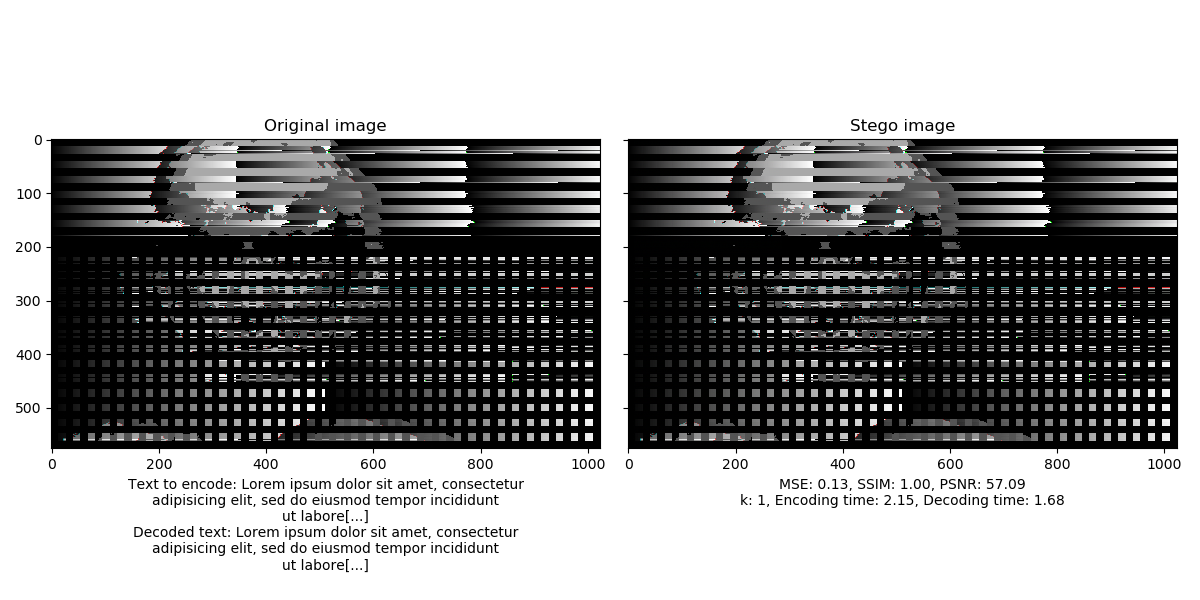 Original image
Stego image
0
100
200
300
400
500
0 200 400 600 800 1000
0 200 400 600 800 1000
Text to encode: Lorem ipsum dolor sit amet, consectetur
adipisicing elit, sed do eiusmod tempor incididunt
ut labore[...]
Decoded text: Lorem ipsum dolor sit amet, consectetur
adipisicing elit, sed do eiusmod tempor incididunt
ut labore[...]
MSE: 0.13, SSIM: 1.00, PSNR: 57.09
k: 1, Encoding time: 2.15, Decoding time: 1.68